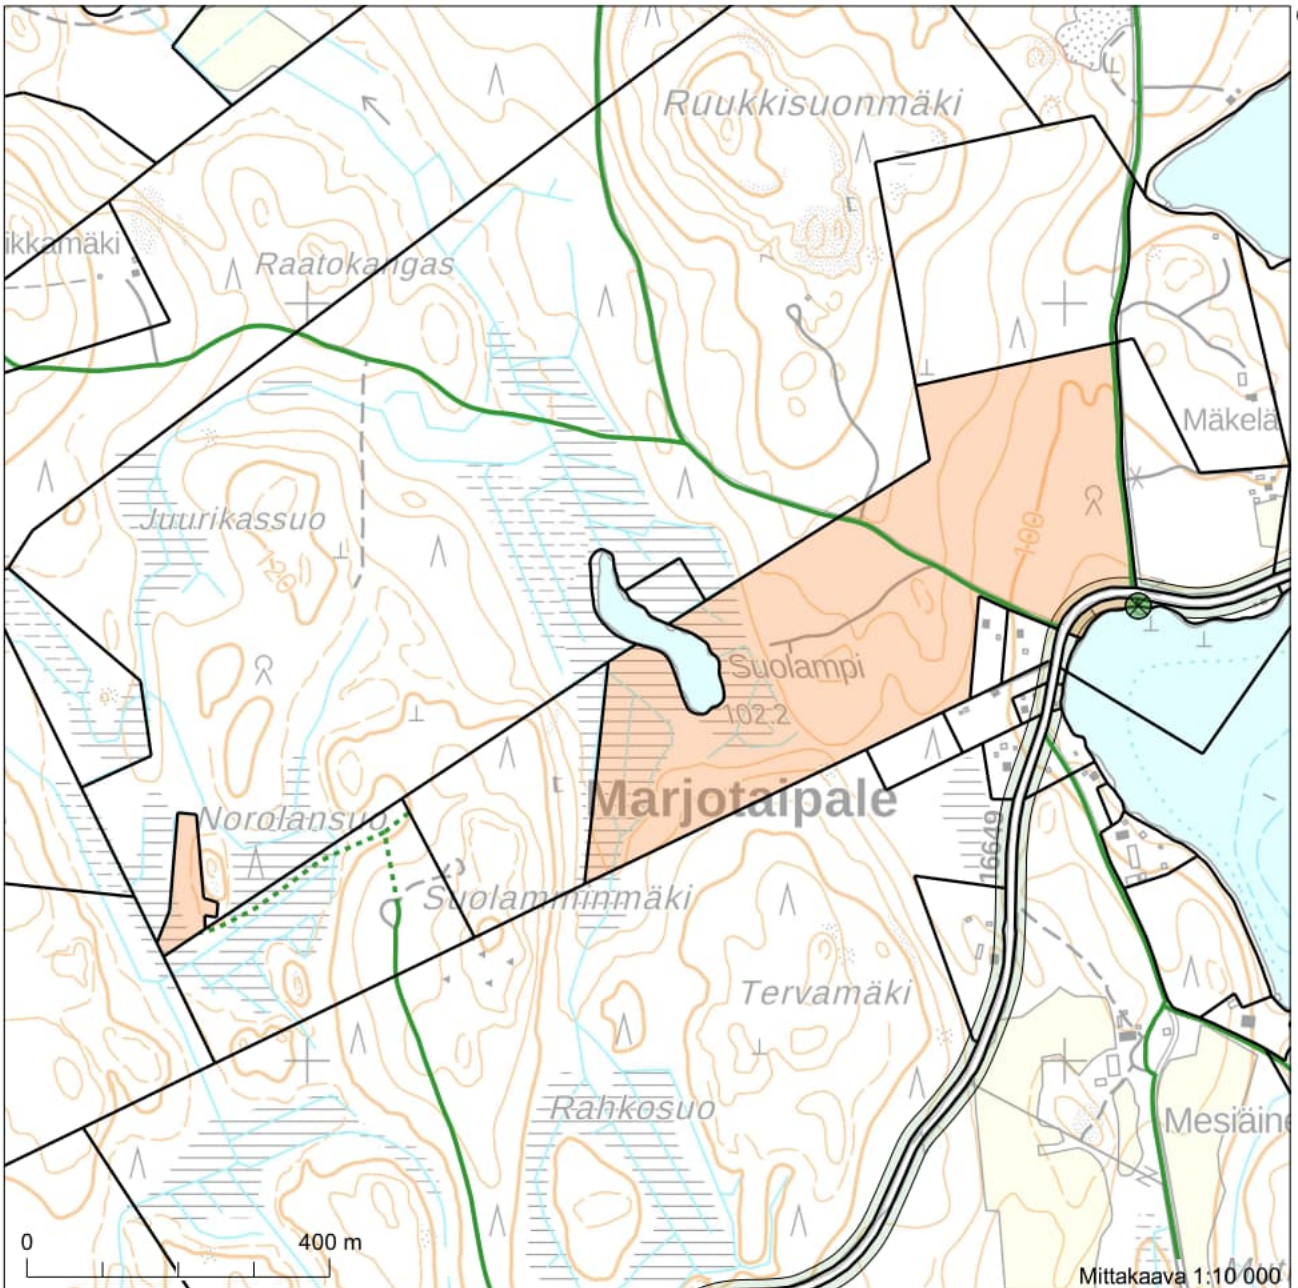 Ruukkisuonmäki
ikkamäki
Raatokangas
Mäkelä
Juurikassuo
100
120
Suolampi
102.2
Marjotaipale
Norolansuo
16649
Suolamminmäki
Tervamäki
Rahkosuo
Mesiäine
0
400 m
Mittakaava 1:10 000